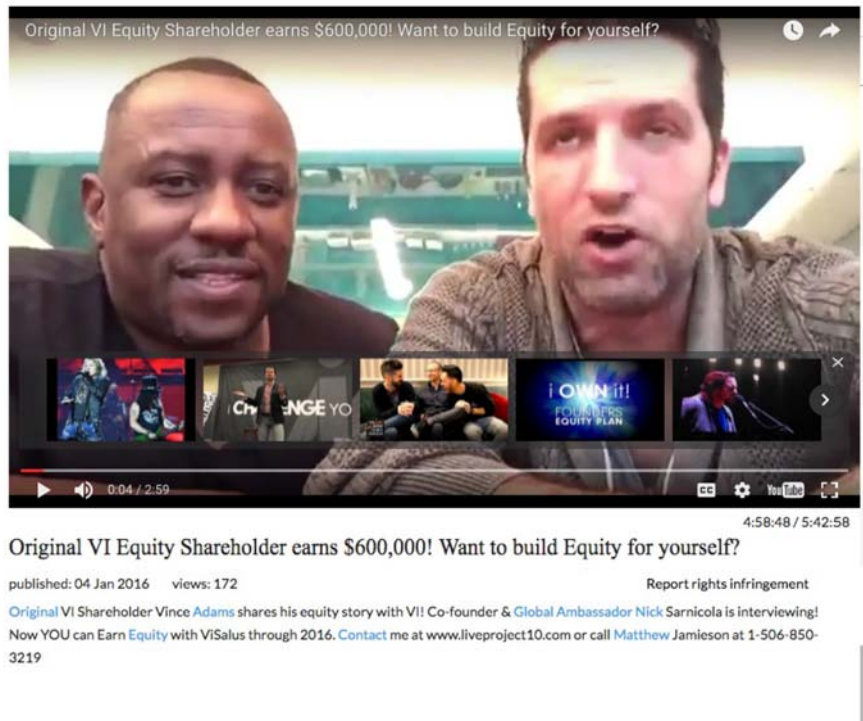 Original VI Equity Shareholder earns $600,000! Want to build Equity for yourself?
CH ENGE YO
i OWN it!
FOUNDERS
EQUITY PLAN
0:04 / 2:59
CC
YouTube
4:58:48 / 5:42:58
Original VI Equity Shareholder earns $600,000! Want to build Equity for yourself?
published: 04 Jan 2016 views: 172
Report rights infringement
Original VI Shareholder Vince Adams shares his equity story with VI! Co-founder & Global Ambassador Nick Sarnicola is interviewing!
Now YOU can Earn Equity with ViSalus through 2016. Contact me at www.liveproject10.com or call Matthew Jamieson at 1-506-850-
3219